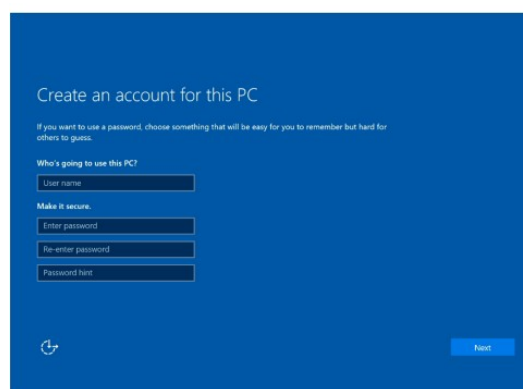 Create an account for this PC
If you want to use a password, choose something that will be easy for you to remember but hard for
others to guess.
Who's going to use this PC?
User name
Make it secure.
Enter password
Re-enter password
Password hint
Next